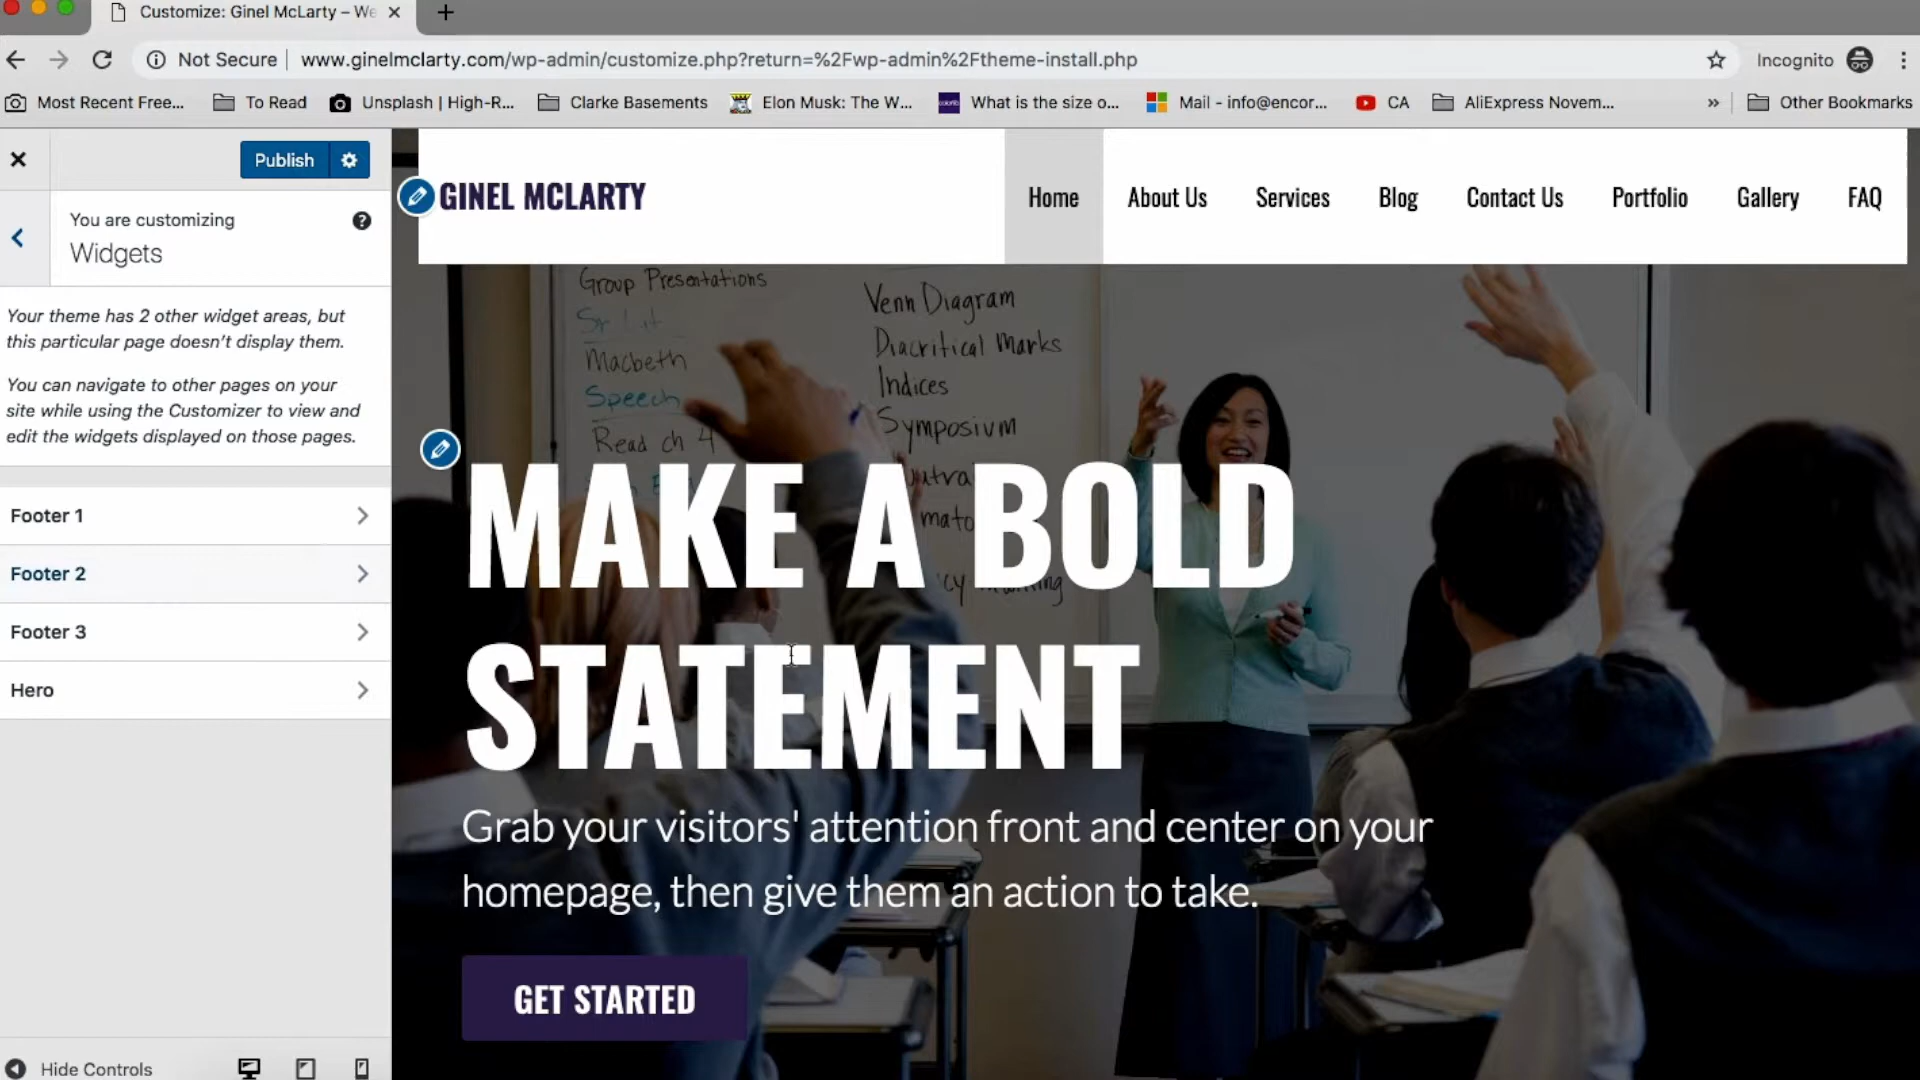 Customize: Ginel McLarty – We
Not Secure www.ginelmclarty.com/wp-admin/customize.php?return=%2Fwp-admin%2Ftheme-install.php Incognito
Most Recent Free... To Read Unsplash | High-R... Clarke Basements Elon Musk: The W... What is the size o... Mail - info@encor... CA AliExpress Novem... » Other Bookmarks
Publish
You are customizing
Widgets
Your theme has 2 other widget areas, but
this particular page doesn't display them.
You can navigate to other pages on your
site while using the Customizer to view and
edit the widgets displayed on those pages.
Footer 1
Footer 2
Footer 3
Hero
Hide Controls
GINEL MCLARTY
Home About Us Services Blog Contact Us Portfolio Gallery FAQ
Group Presentations
Sr Lit
Macbeth
Speech
Read ch 4
Venn Diagram
Diacritical Marks
Indices
Symposium
MAKE A BOLD
STATEMENT
Grab your visitors' attention front and center on your
homepage, then give them an action to take.
GET STARTED